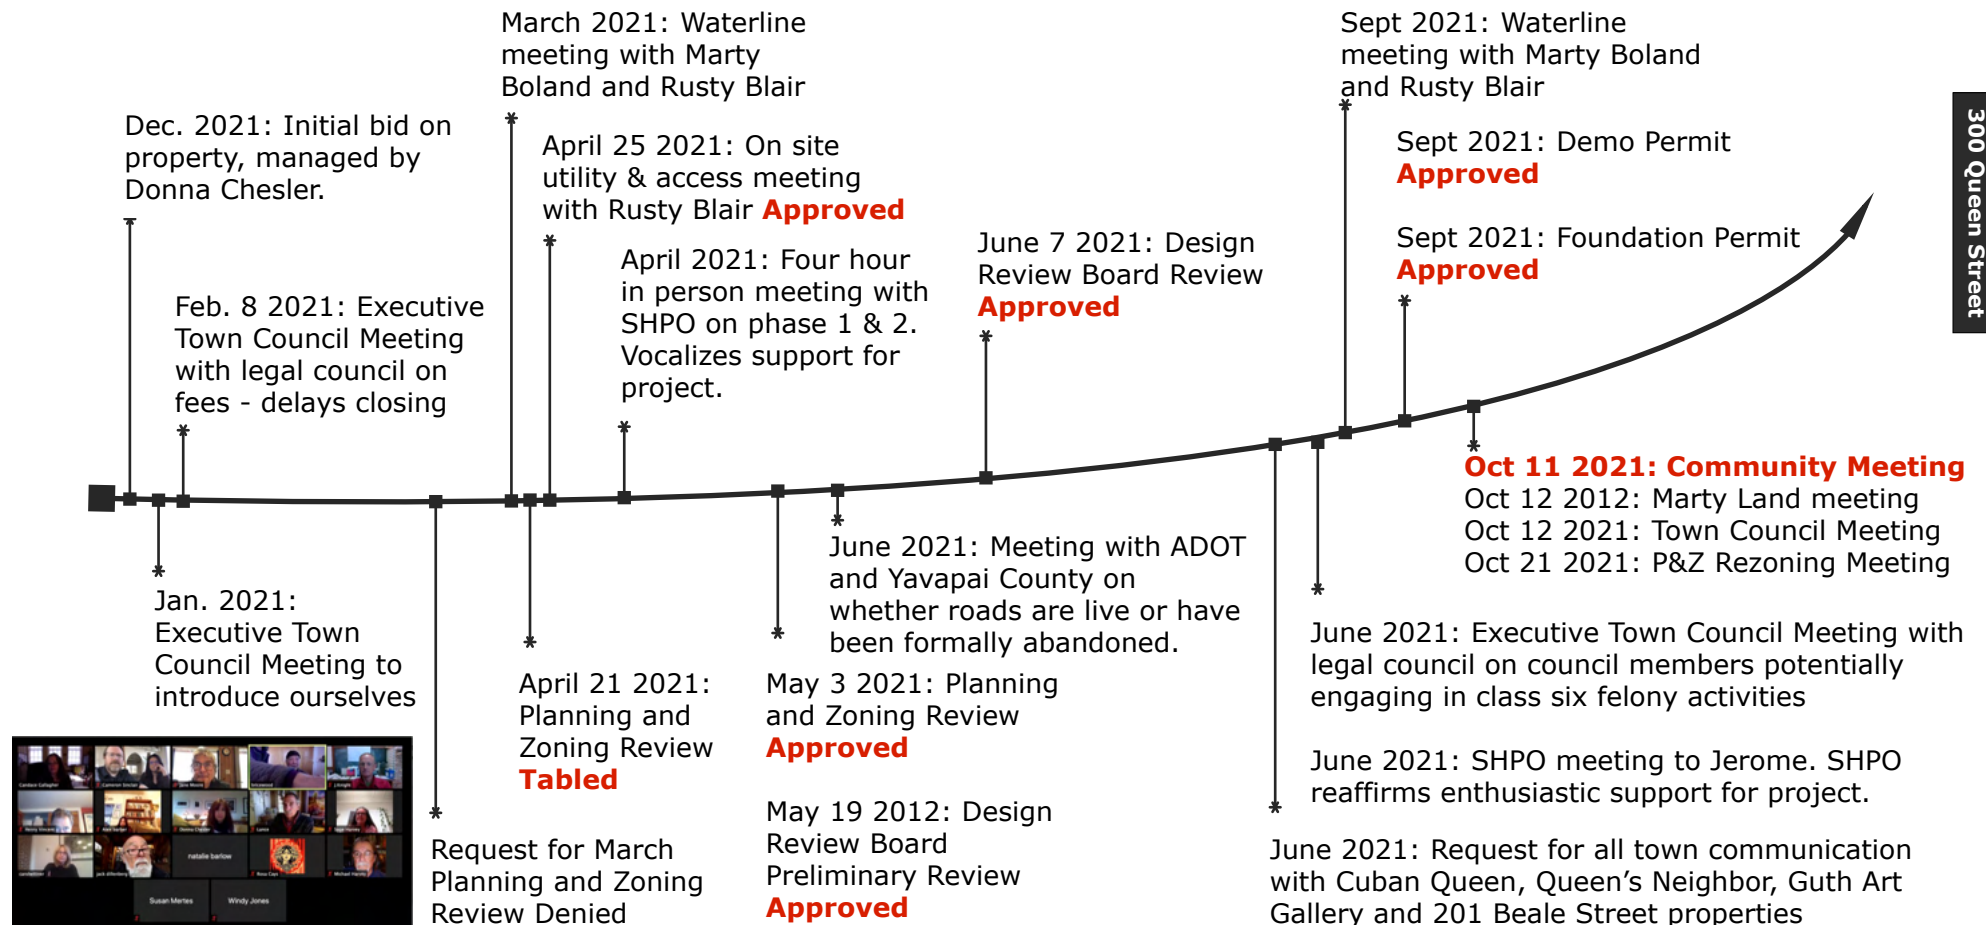 March 2021: Waterline
meeting with Marty
Boland and Rusty Blair
Sept 2021: Waterline
meeting with Marty Boland
and Rusty Blair
Dec. 2021: Initial bid on
property, managed by
Donna Chesler.
April 25 2021: On site
utility & access meeting
with Rusty Blair Approved
Sept 2021: Demo Permit
Approved
300 Queen Street
Feb. 8 2021: Executive
Town Council Meeting
with legal council on
fees - delays closing
April 2021: Four hour
in person meeting with
SHPO on phase 1 & 2.
Vocalizes support for
project.
June 7 2021: Design
Review Board Review
Approved
Sept 2021: Foundation Permit
Approved
Oct 11 2021: Community Meeting
Oct 12 2012: Marty Land meeting
Oct 12 2021: Town Council Meeting
Oct 21 2021: P&Z Rezoning Meeting
Jan. 2021:
Executive Town
Council Meeting to
introduce ourselves
June 2021: Meeting with ADOT
and Yavapai County on
whether roads are live or have
been formally abandoned.
April 21 2021:
Planning and
Zoning Review
Tabled
May 3 2021: Planning
and Zoning Review
Approved
June 2021: Executive Town Council Meeting with
legal council on council members potentially
engaging in class six felony activities
June 2021: SHPO meeting to Jerome. SHPO
reaffirms enthusiastic support for project.
Request for March
Planning and Zoning
Review Denied
May 19 2012: Design
Review Board
Preliminary Review
Approved
June 2021: Request for all town communication
with Cuban Queen, Queen’s Neighbor, Guth Art
Gallery and 201 Beale Street properties
Candace Gallagher
Cameron Sinclair
natalie barlow
Michael Harvey
Susan Mertes
Windy Jones